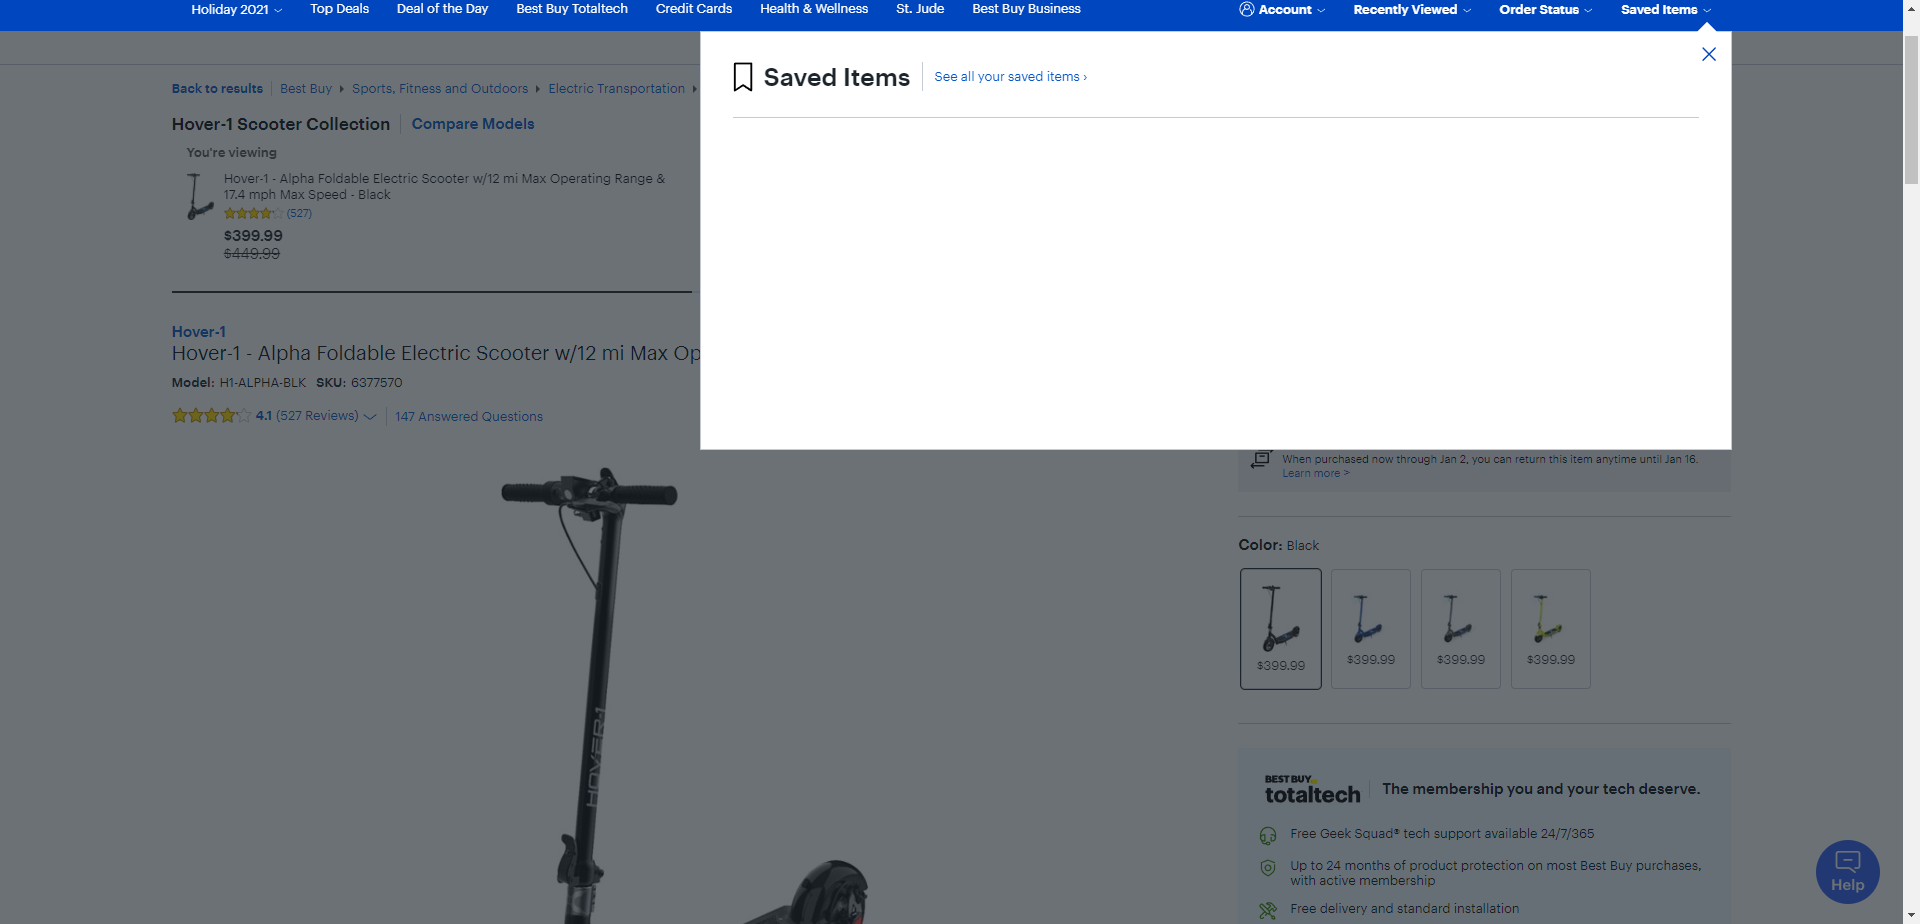 Holiday 2021 Top Deals Deal of the Day Best Buy Totaltech Credit Cards Health & Wellness St. Jude Best Buy Business Account Recently Viewed Order Status Saved Items
Saved Items See all your saved items ›
Back to results Best Buy Sports, Fitness and Outdoors Electric Transportation
Hover-1 Scooter Collection Compare Models
You're viewing
Hover-1 - Alpha Foldable Electric Scooter w/12 mi Max Operating Range &
17.4 mph Max Speed - Black
(527)
$399.99
$449.99
Hover-1
Hover-1 - Alpha Foldable Electric Scooter w/12 mi Max Op
Model: H1-ALPHA-BLK SKU: 6377570
4.1 (527 Reviews) 147 Answered Questions
HOVER-1
When purchased now through Jan 2, you can return this item anytime until Jan 16.
Learn more >
Color: Black
$399.99 $399.99 $399.99 $399.99
BEST BUY
totaltech The membership you and your tech deserve.
Free Geek Squad® tech support available 24/7/365
Up to 24 months of product protection on most Best Buy purchases,
with active membership
Free delivery and standard installation
Help